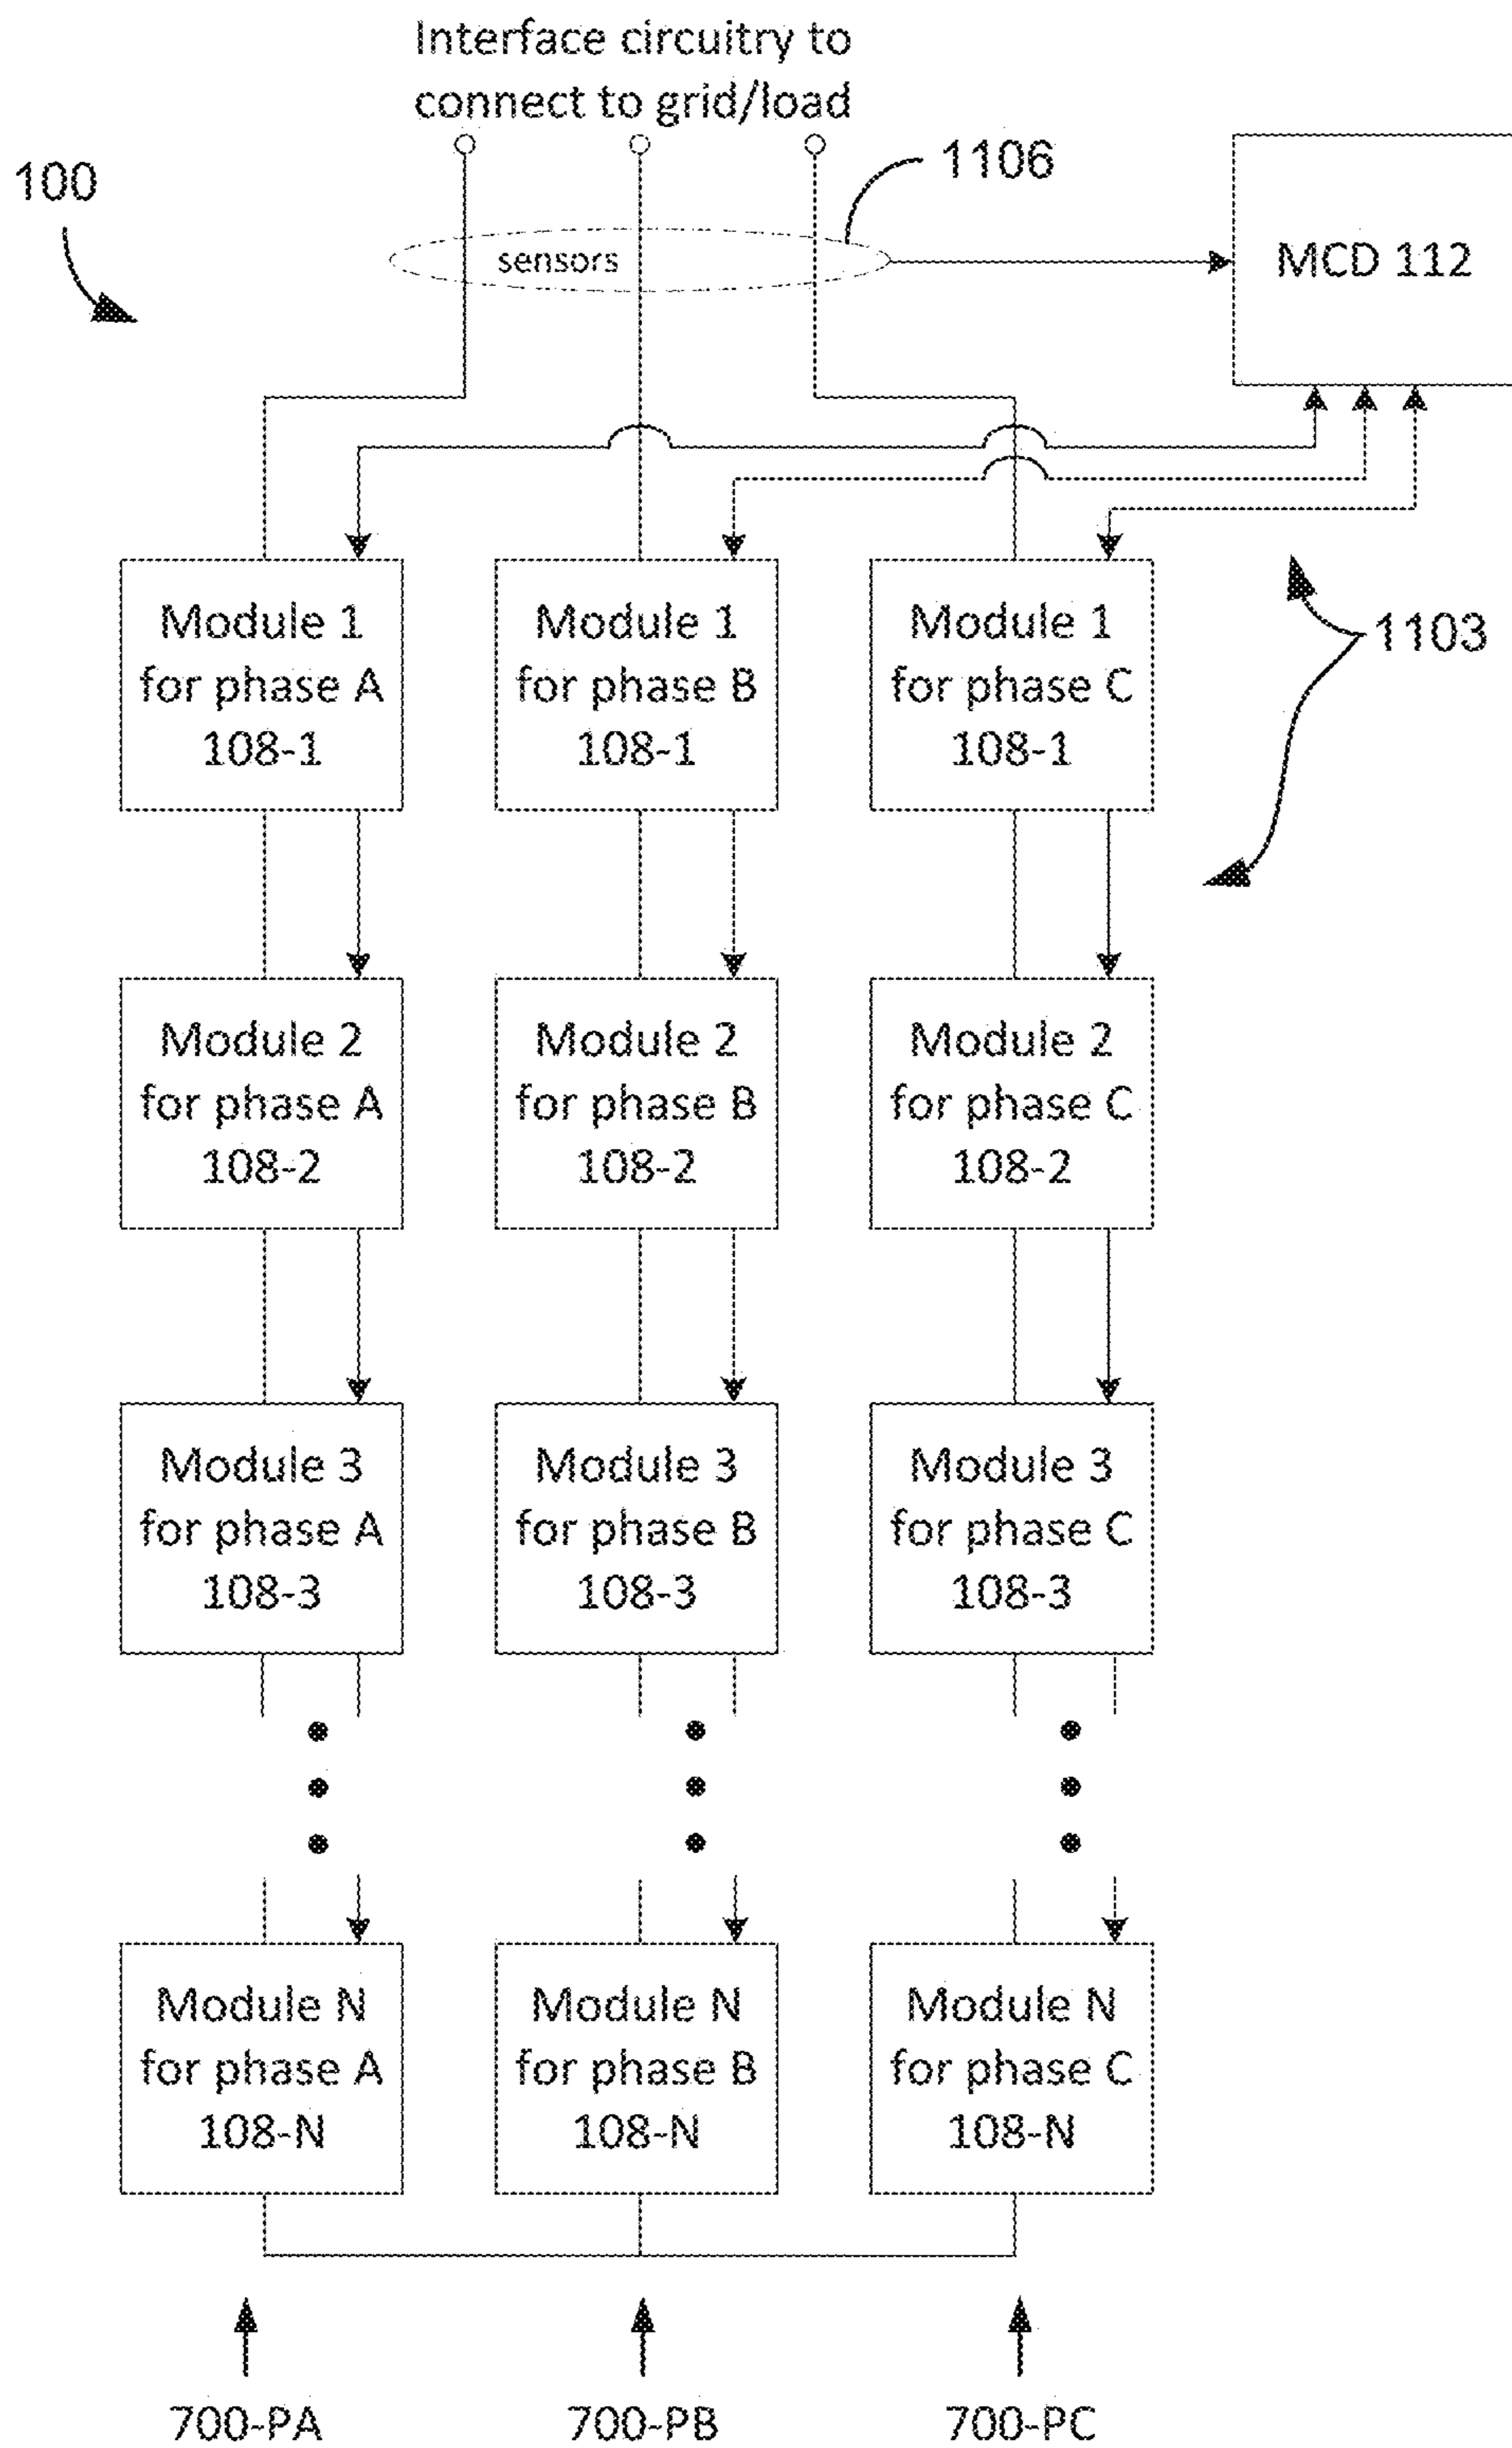 Interface circuitry to
connect to grid/load
100
1106
sensors
MCD 112
1103
Module 1
for phase A
108-1
Module 1
for phase B
108-1
Module 1
for phase C
108-1
Module 2
for phase A
108-2
Module 2
for phase B
108-2
Module 2
for phase C
108-2
Module 3
for phase A
108-3
Module 3
for phase B
108-3
Module 3
for phase C
108-3
Module N
for phase A
108-N
Module N
for phase B
108-N
Module N
for phase C
108-N
700-PA
700-PB
700-PC